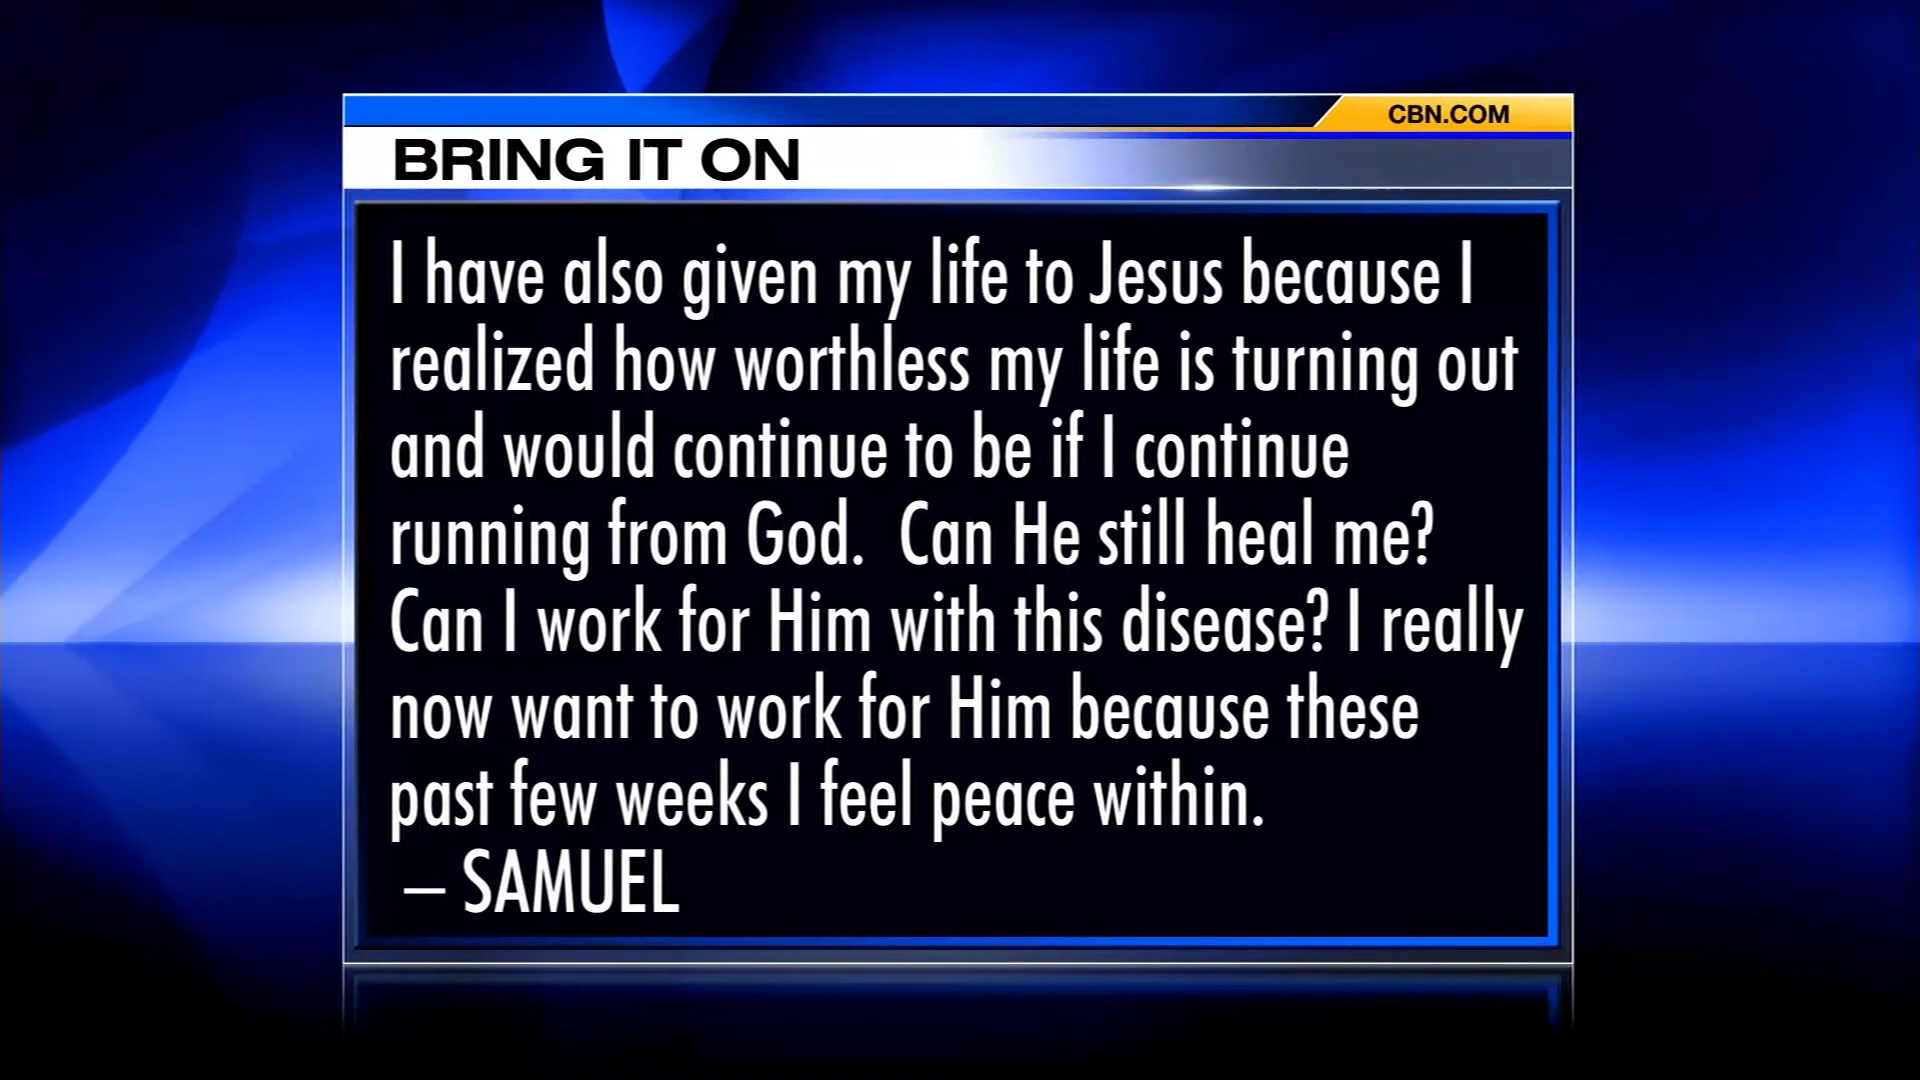 CBN.COM
BRING IT ON
I have also given my life to Jesus because I
realized how worthless my life is turning out
and would continue to be if I continue
running from God.  Can He still heal me?
Can I work for Him with this disease? I really
now want to work for Him because these
past few weeks I feel peace within.
– SAMUEL